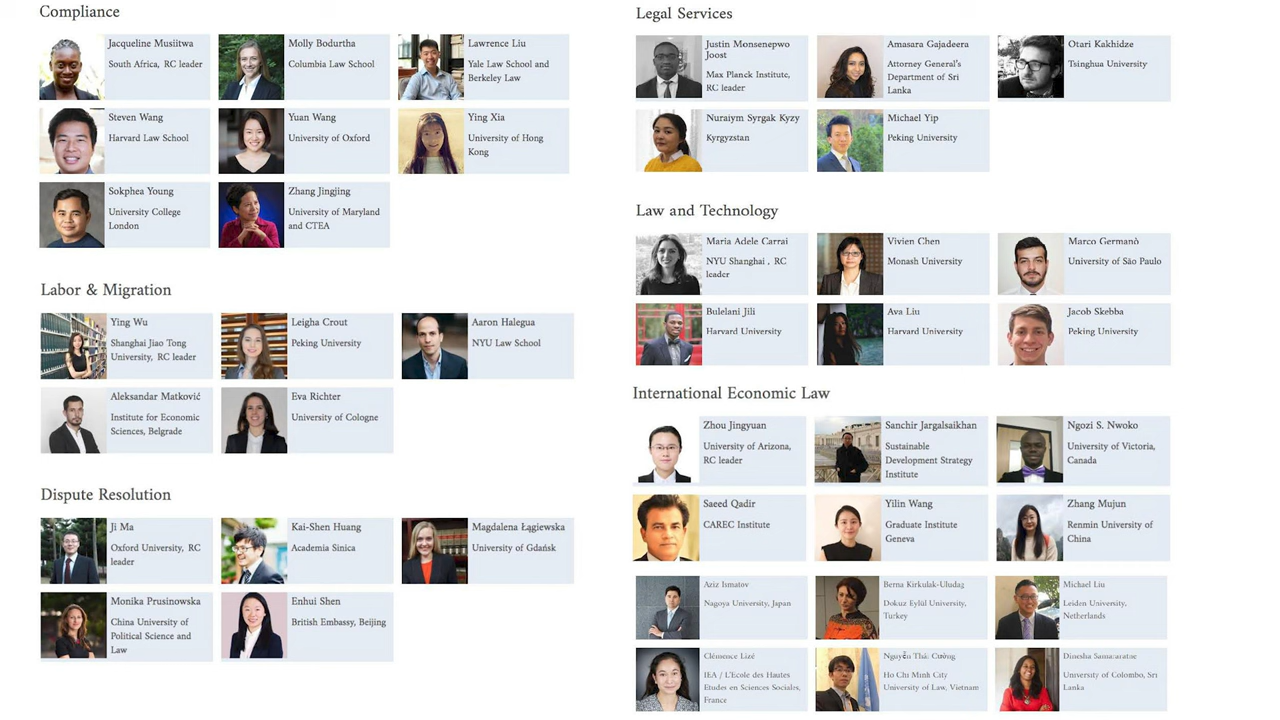 Compliance
Jacqueline Musiitwa
South Africa, RC leader
Molly Bodurtha
Columbia Law School
Lawrence Liu
Yale Law School and
Berkeley Law
Steven Wang
Harvard Law School
Yuan Wang
University of Oxford
Ying Xia
University of Hong
Kong
Sokphea Young
University College
London
Zhang Jingjing
University of Maryland
and CTEA
Labor & Migration
Ying Wu
Shanghai Jiao Tong
University, RC leader
Leigha Crout
Peking University
Aaron Halegua
NYU Law School
Aleksandar Matković
Institute for Economic
Sciences, Belgrade
Eva Richter
University of Cologne
Dispute Resolution
Ji Ma
Oxford University, RC
leader
Kai-Shen Huang
Academia Sinica
Magdalena Łągiewska
University of Gdańsk
Monika Prusinowska
China University of
Political Science and
Law
Enhui Shen
British Embassy, Beijing
Legal Services
Justin Monsenepwo
Joost
Max Planck Institute,
RC leader
Amasara Gajadeera
Attorney General's
Department of Sri
Lanka
Otari Kakhidze
Tsinghua University
Nuraiym Syrgak Kyzy
Kyrgyzstan
Michael Yip
Peking University
Law and Technology
Maria Adele Carrai
NYU Shanghai , RC
leader
Vivien Chen
Monash University
Marco Germanò
University of São Paulo
Bulelani Jili
Harvard University
Ava Liu
Harvard University
Jacob Skebba
Peking University
International Economic Law
Zhou Jingyuan
University of Arizona,
RC leader
Sanchir Jargalsaikhan
Sustainable
Development Strategy
Institute
Ngozi S. Nwoko
University of Victoria,
Canada
Saeed Qadir
CAREC Institute
Yilin Wang
Graduate Institute
Geneva
Zhang Mujun
Renmin University of
China
Aziz Ismatov
Nagoya University, Japan
Berna Kirkulak-Uludag
Dokuz Eylül University,
Turkey
Michael Liu
Leiden University,
Netherlands
Clémence Lizé
IEA / L'Ecole des Hautes
Etudes en Sciences Sociales,
France
Nguyễn Thái Cường
Ho Chi Minh City
University of Law, Vietnam
Dinesha Samararatne
University of Colombo, Sri
Lanka